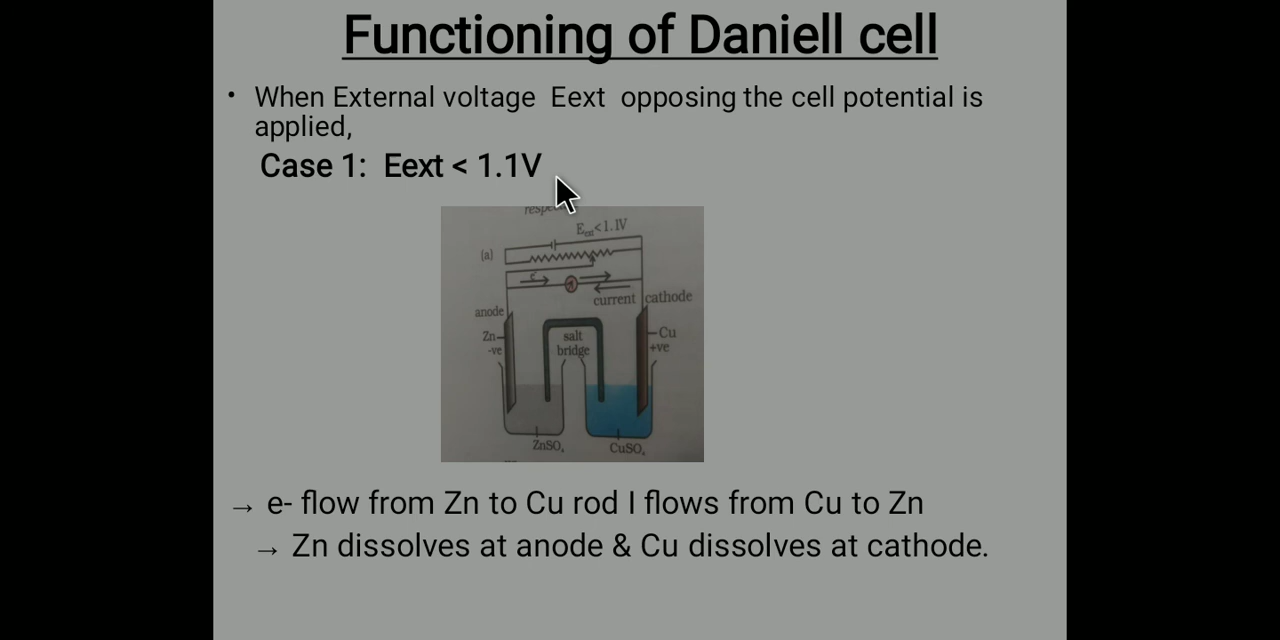 Functioning of Daniell cell
• When External voltage Eext opposing the cell potential is
applied,
Case 1: Eext < 1.1V
Eext<1.1V
(a)
e-
current
cathode
anode
Zn
-ve
salt
bridge
Cu
+ve
ZnSO4
CuSO4
→ e- flow from Zn to Cu rod I flows from Cu to Zn
→ Zn dissolves at anode & Cu dissolves at cathode.